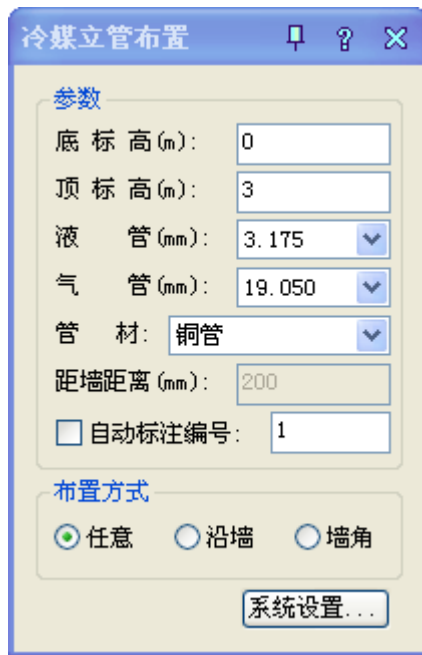 冷媒立管布置
参数
底 标 高(m): 0
顶 标 高(m): 3
液 管(mm): 3.175
气 管(mm): 19.050
管 材: 铜管
距墙距离(mm): 200
自动标注编号: 1
布置方式
任意 沿墙 墙角
系统设置...